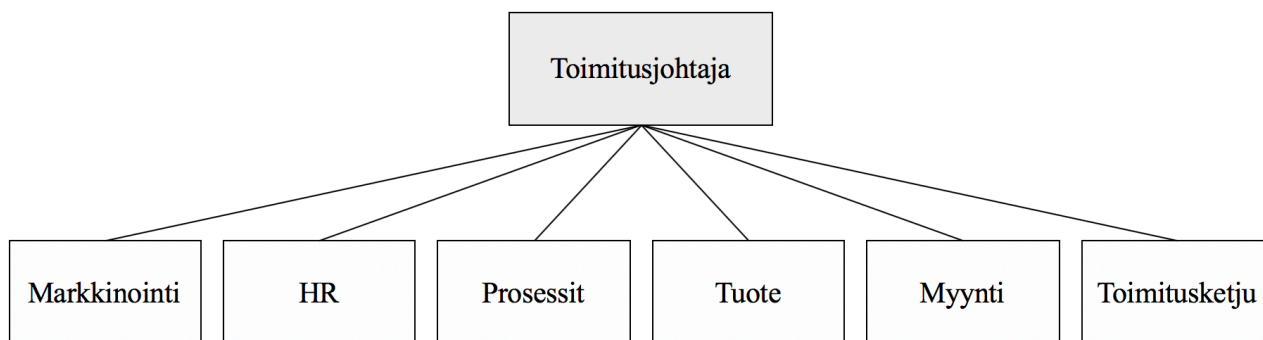 Toimitusjohtaja
Markkinointi
HR
Prosessit
Tuote
Myynti
Toimitusketju